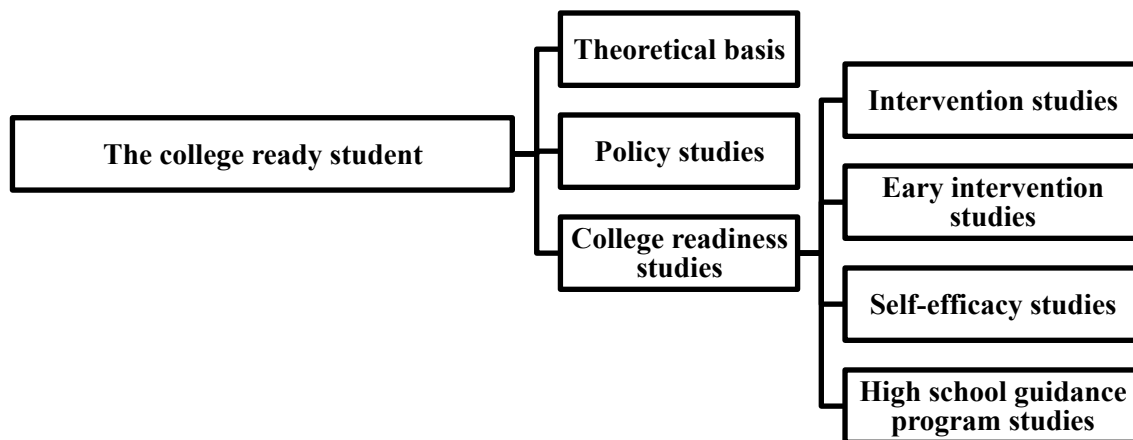 The college ready student
Theoretical basis
Policy studies
College readiness
studies
Intervention studies
Eary intervention
studies
Self-efficacy studies
High school guidance
program studies